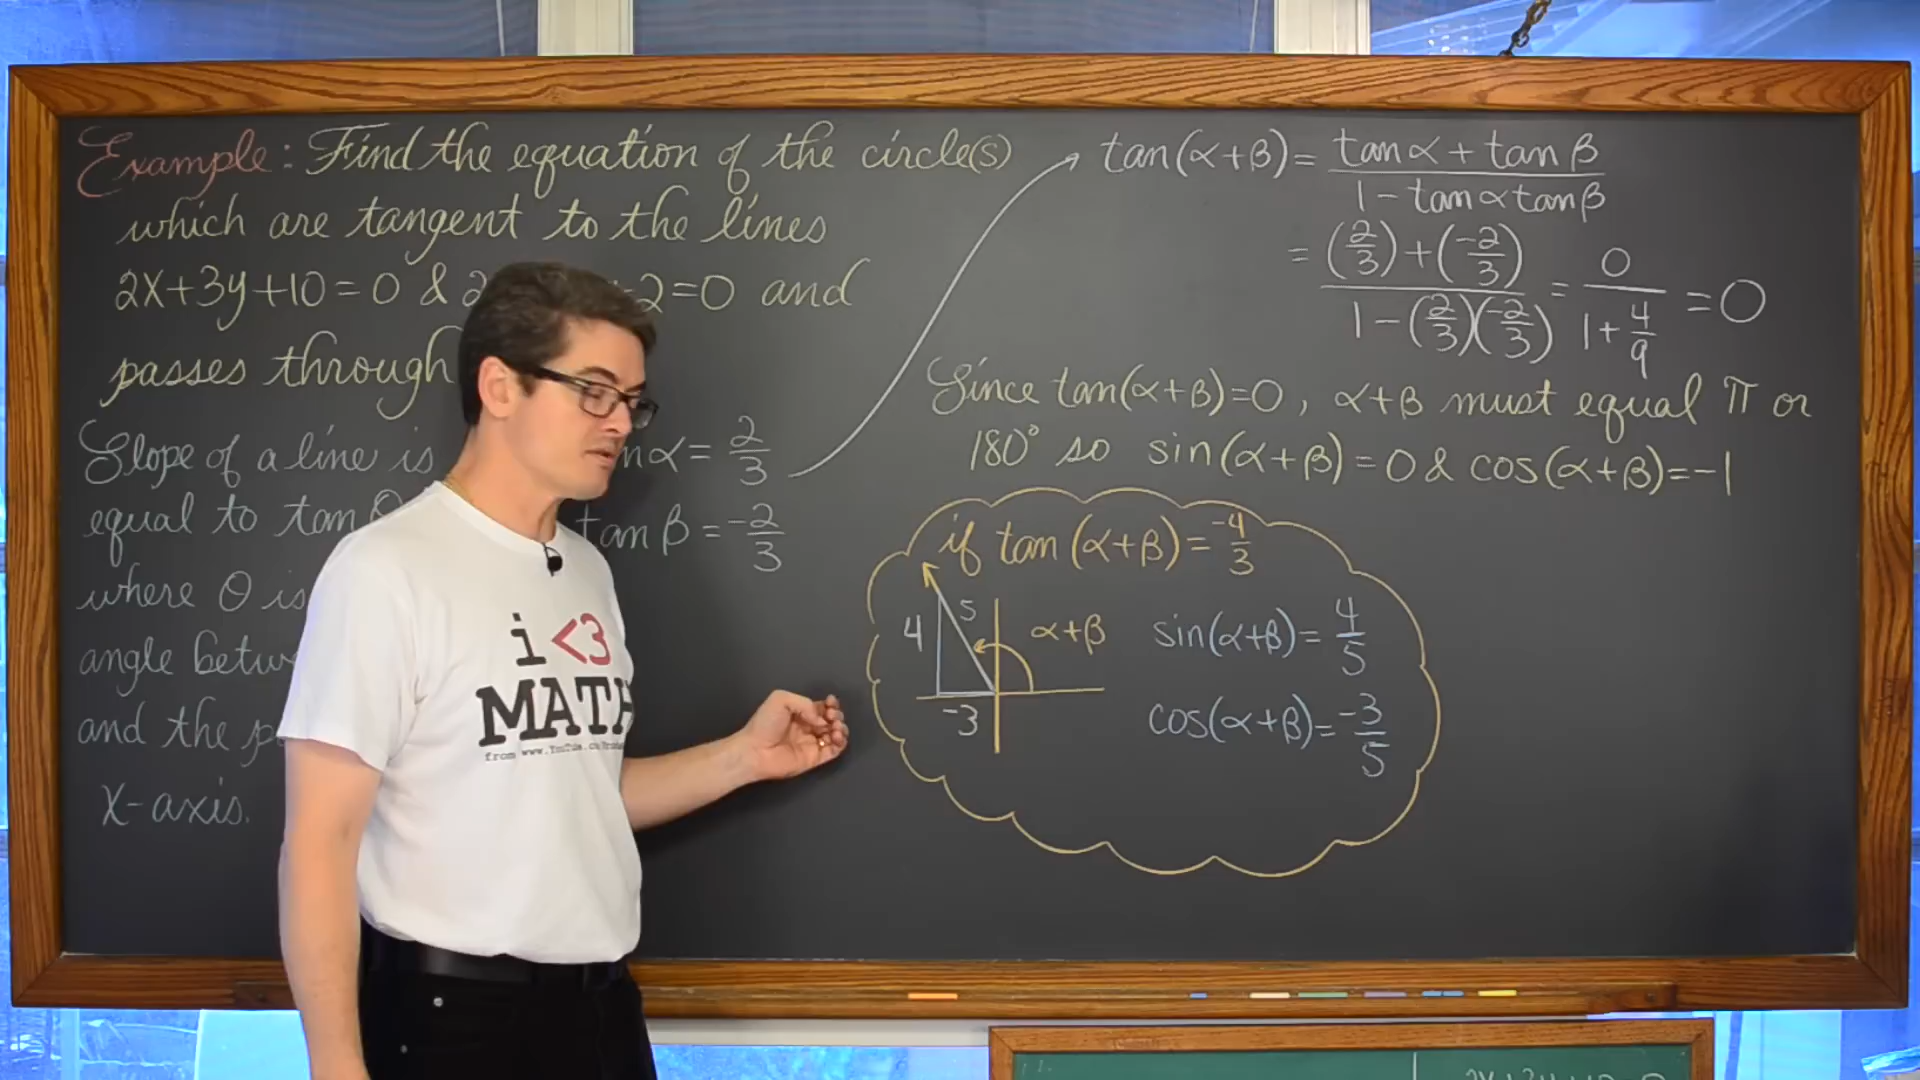 Example: Find the equation of the circle(s)
which are tangent to the lines
2x+3y+10=0 & 2 -2=0 and
passes through
Slope of a line is
equal to tan θ
where θ is
angle
and the
x-axis.
nα = 2/3
tan β = -2/3
tan(α+β) = (tan α + tan β)/(1 - tan α tan β)
= ((2/3)+(-2/3))/(1-(2/3)(-2/3)) = 0/(1+4/9) = 0
Since tan(α+β)=0, α+β must equal π or
180° so sin(α+β)=0 & cos(α+β)=-1
if tan(α+β) = -4/3
4
5
-3
α+β
sin(α+β) = 4/5
cos(α+β) = -3/5
i <3
MATH